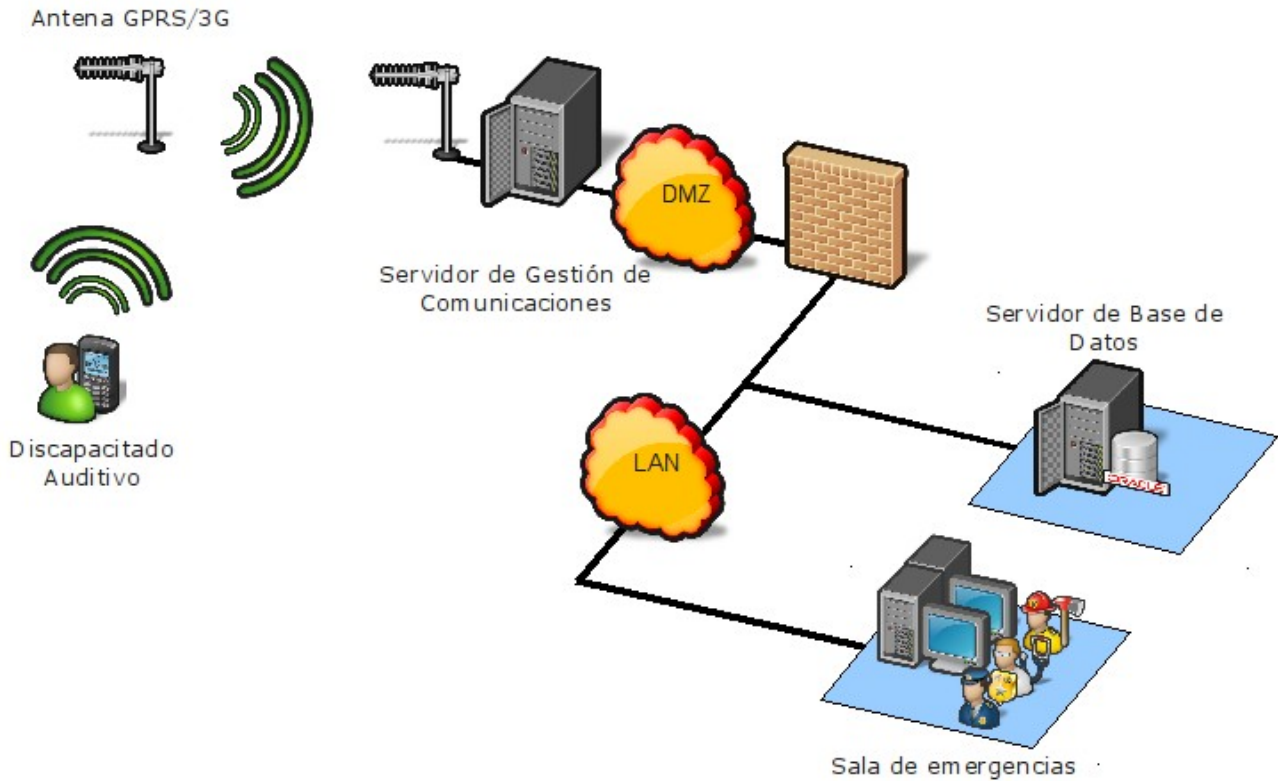 Antena GPRS/3G
DMZ
Servidor de Gestión de
Comunicaciones
Servidor de Base de
Datos
Discapacitado
Auditivo
LAN
ORACLE
Sala de emergencias